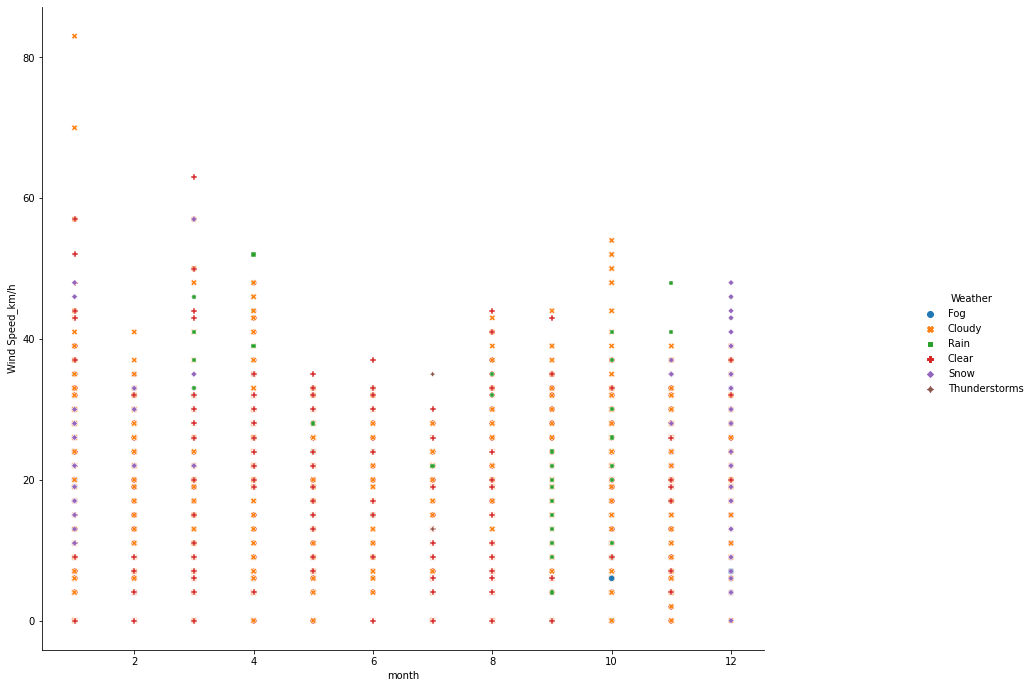 80
60
40
20
0
Wind Speed_km/h
2 4 6 8 10 12
month
Weather
Fog
Cloudy
Rain
Clear
Snow
Thunderstorms